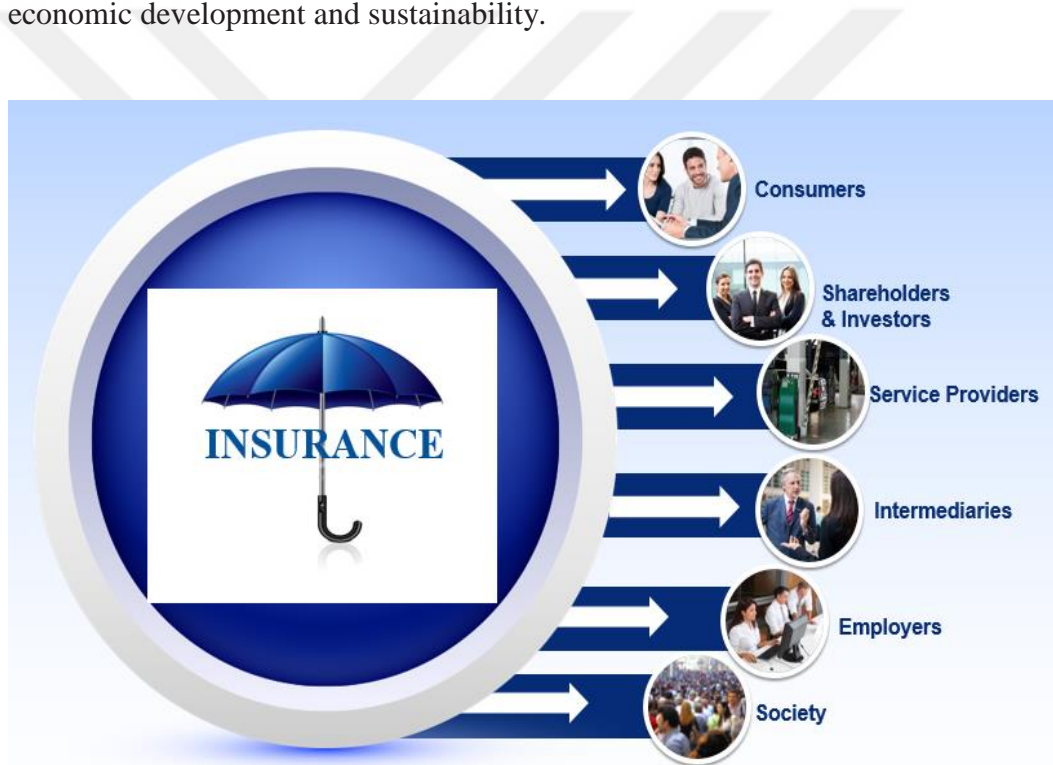 economic development and sustainability.
INSURANCE
Consumers
Shareholders
& Investors
Service Providers
Intermediaries
Employers
Society